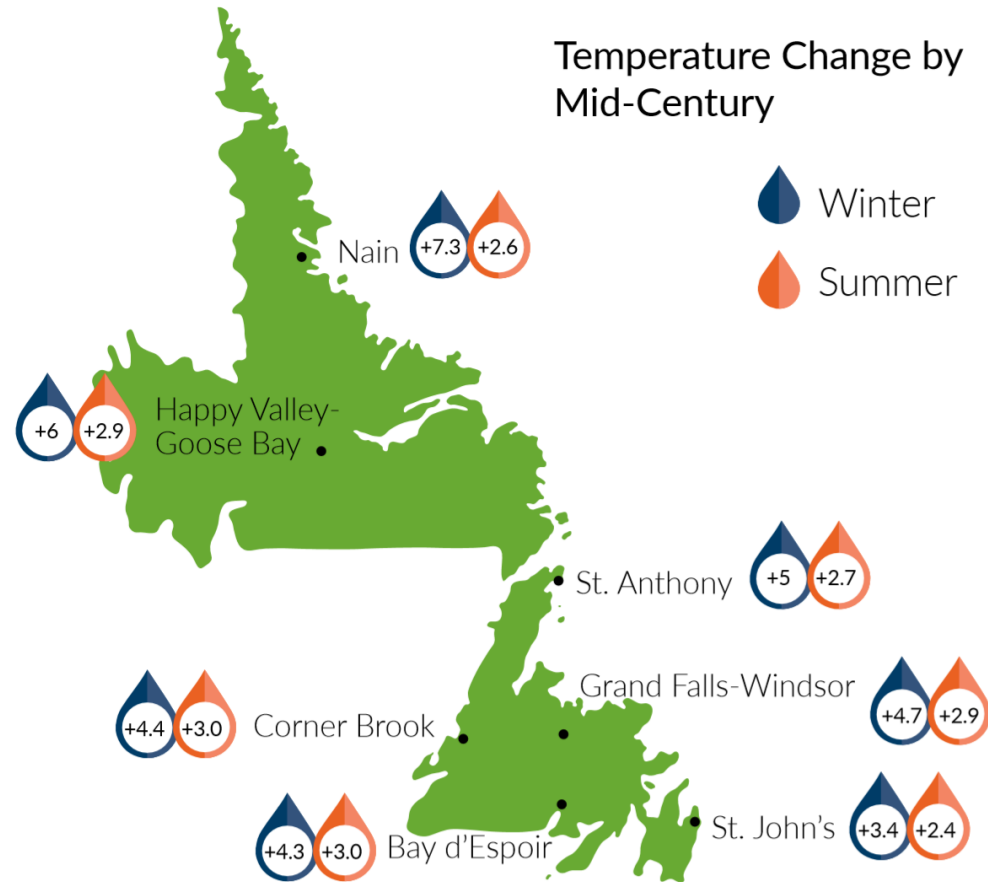 Temperature Change by
Mid-Century
Winter
Summer
Nain +7.3 +2.6
+6 +2.9 Happy Valley-
Goose Bay
St. Anthony +5 +2.7
Grand Falls-Windsor +4.7 +2.9
+4.4 +3.0 Corner Brook
St. John's +3.4 +2.4
+4.3 +3.0 Bay d'Espoir